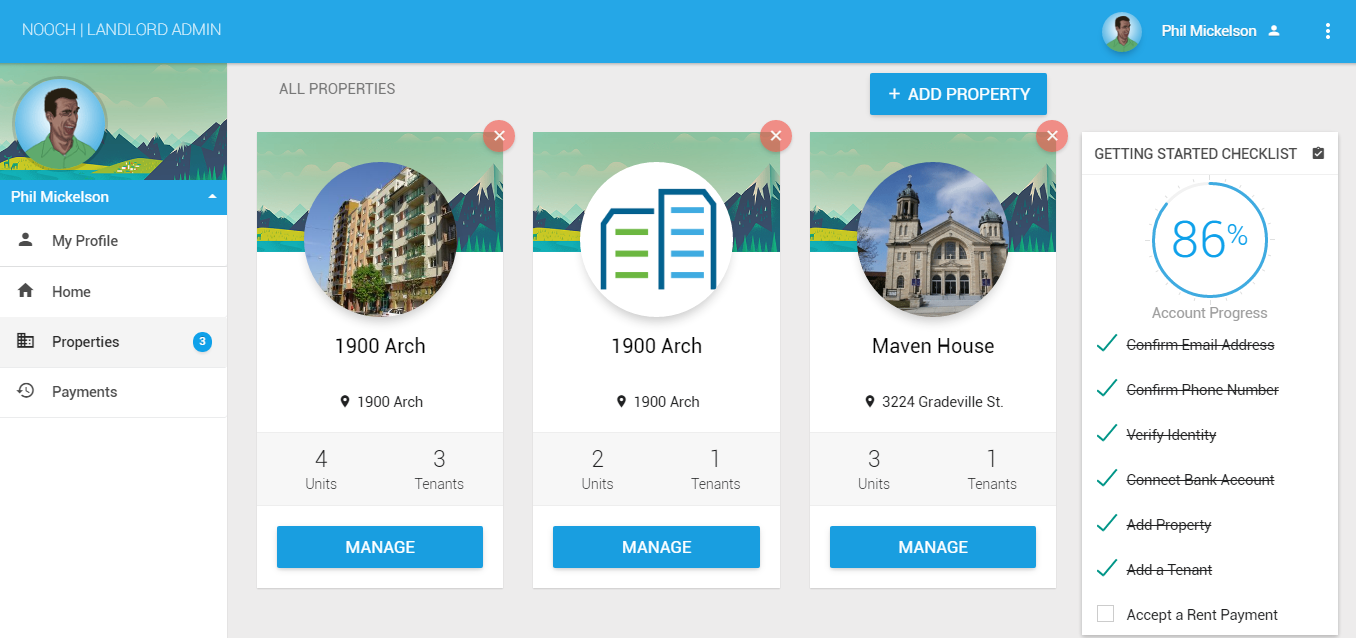 NOOCH | LANDLORD ADMIN
Phil Mickelson
Phil Mickelson
My Profile
Home
Properties 3
Payments
ALL PROPERTIES
+ ADD PROPERTY
1900 Arch
1900 Arch
4 3
Units Tenants
MANAGE
1900 Arch
1900 Arch
2 1
Units Tenants
MANAGE
Maven House
3224 Gradeville St.
3 1
Units Tenants
MANAGE
GETTING STARTED CHECKLIST
86%
Account Progress
Confirm Email Address
Confirm Phone Number
Verify Identity
Connect Bank Account
Add Property
Add a Tenant
Accept a Rent Payment